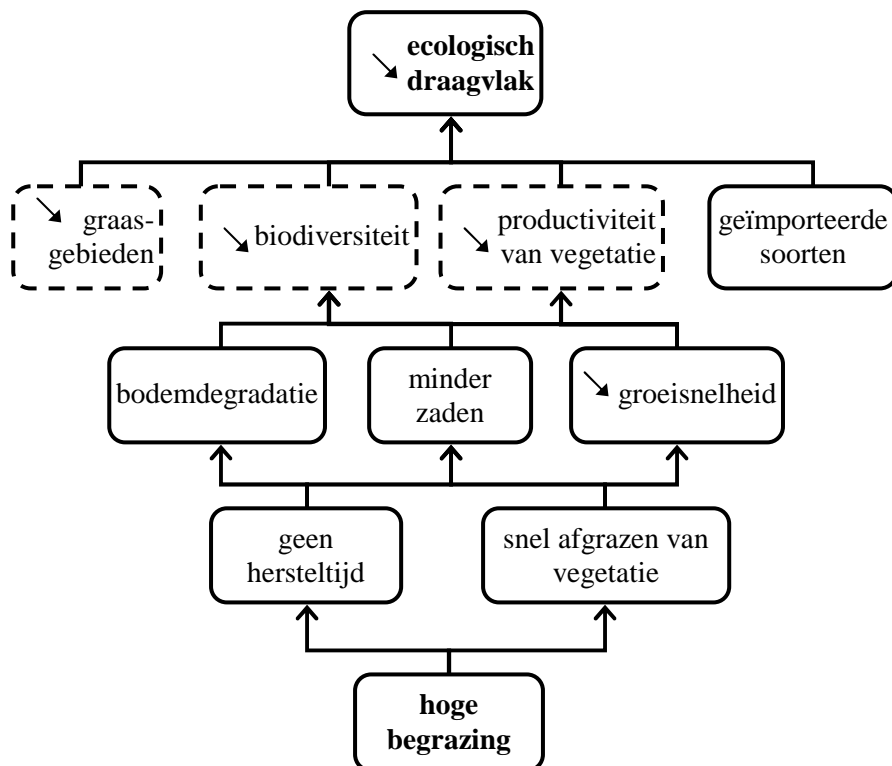 ecologisch
draagvlak
graas-
gebieden
biodiversiteit
productiviteit
van vegetatie
geïmporteerde
soorten
bodemdegradatie
minder
zaden
groeisnelheid
geen
hersteltijd
snel afgrazen van
vegetatie
hoge
begrazing